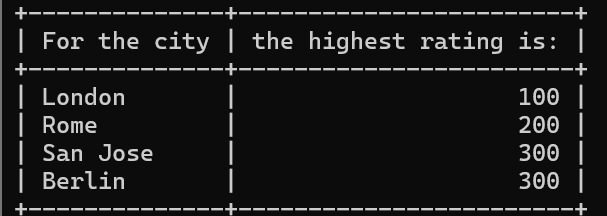 +--------------+------------------------+
| For the city | the highest rating is: |
+--------------+------------------------+
| London       |                    100 |
| Rome         |                    200 |
| San Jose     |                    300 |
| Berlin       |                    300 |
+--------------+------------------------+